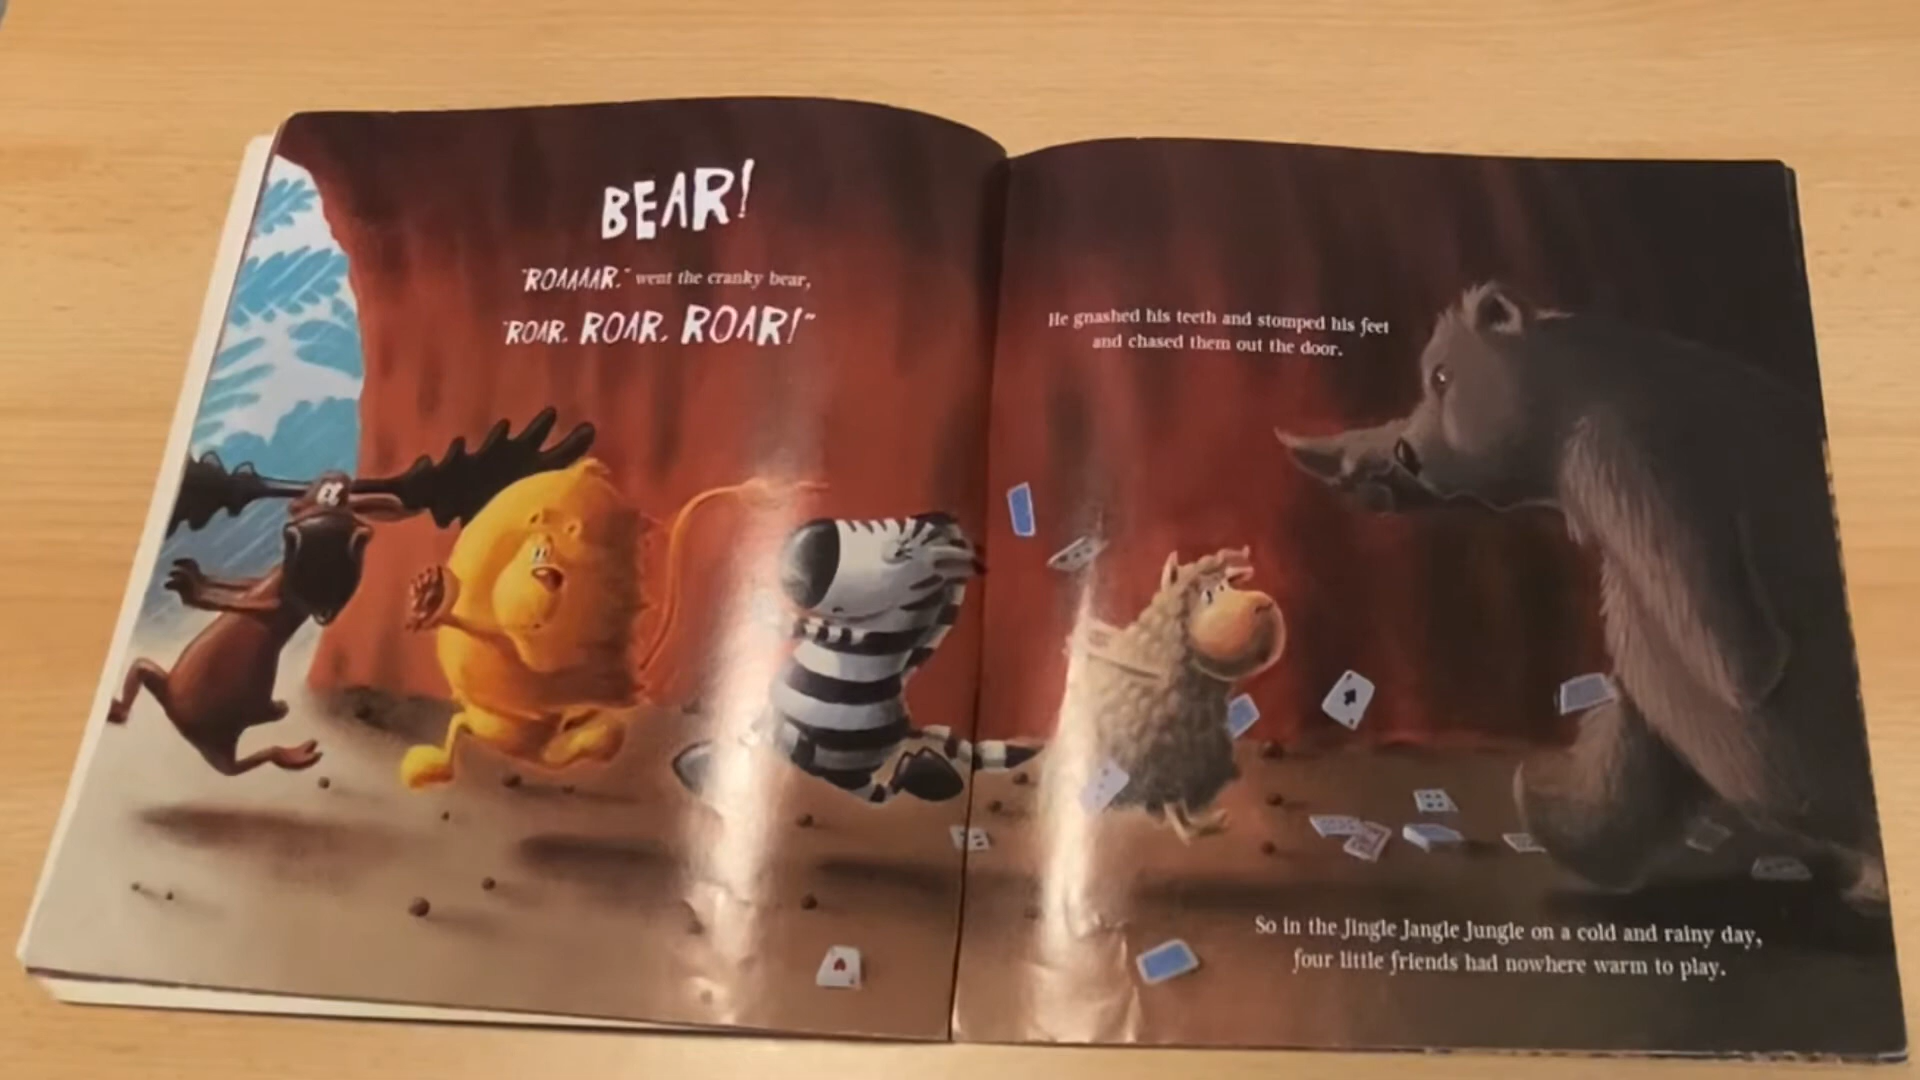 BEAR!
"ROAAAAR," went the cranky bear,
"ROAR, ROAR, ROAR!"
He gnashed his teeth and stomped his feet
and chased them out the door.
So in the Jingle Jangle Jungle on a cold and rainy day,
four little friends had nowhere warm to play.